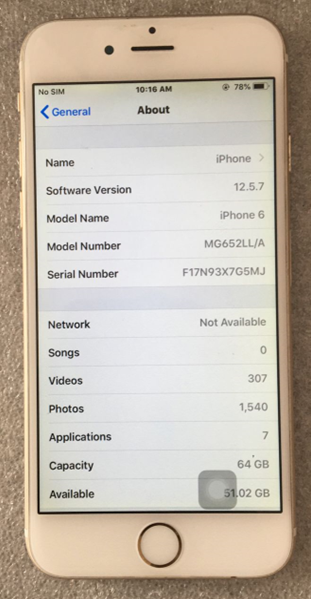 No SIM 10:16 AM 78%
General About
Name iPhone
Software Version 12.5.7
Model Name iPhone 6
Model Number MG652LL/A
Serial Number F17N93X7G5MJ
Network Not Available
Songs 0
Videos 307
Photos 1,540
Applications 7
Capacity 64 GB
Available 51.02 GB